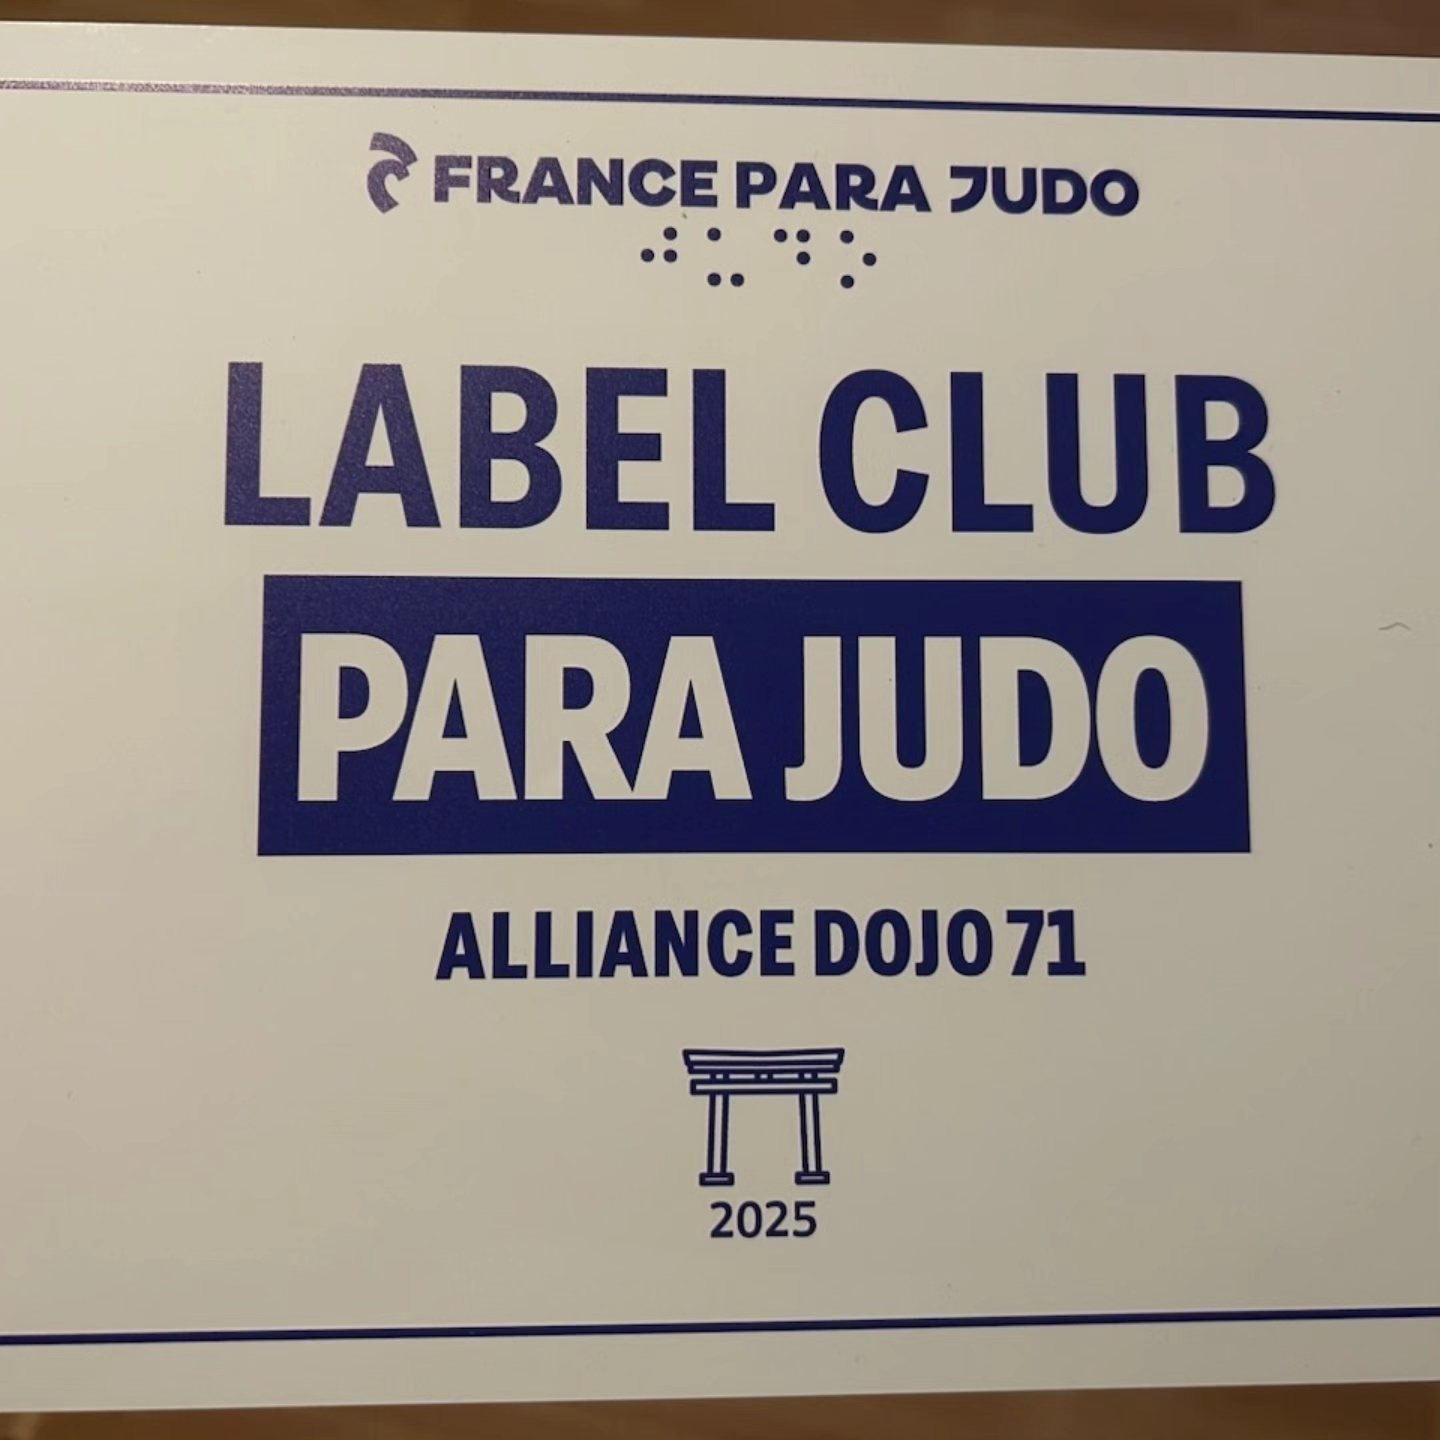 FRANCE PARA JUDO
⠚⠥⠙⠕
LABEL CLUB
PARA JUDO
ALLIANCE DOJO 71
2025